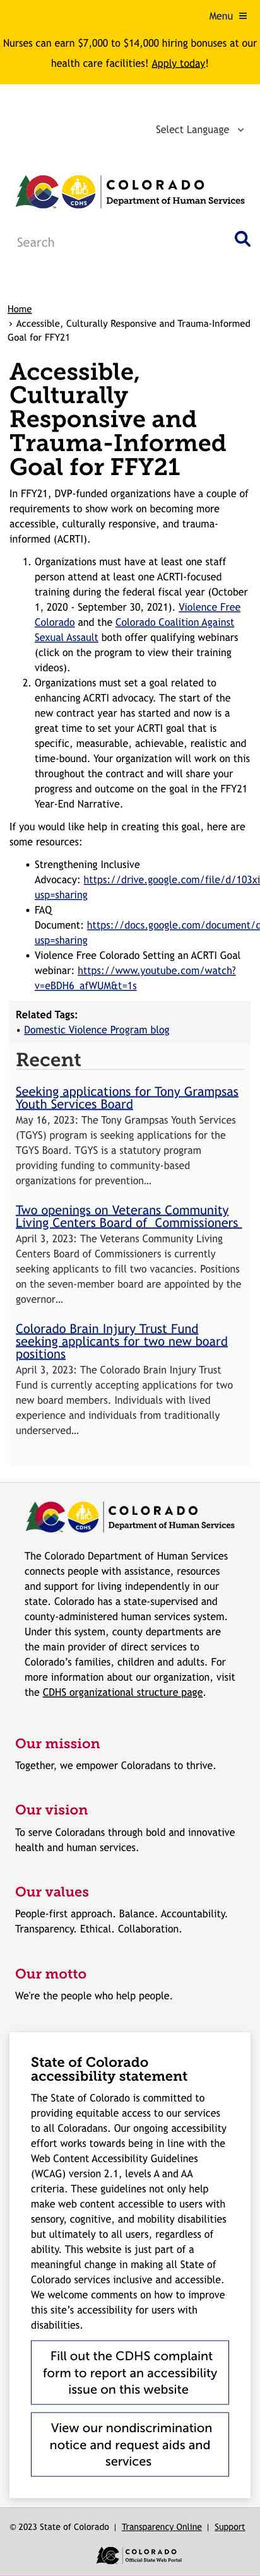 Menu
Nurses can earn $7,000 to $14,000 hiring bonuses at our
health care facilities! Apply today!
Select Language
CDHS
COLORADO
Department of Human Services
Search
Home
› Accessible, Culturally Responsive and Trauma-Informed
Goal for FFY21
Accessible,
Culturally
Responsive and
Trauma-Informed
Goal for FFY21
In FFY21, DVP-funded organizations have a couple of
requirements to show work on becoming more
accessible, culturally responsive, and trauma-
informed (ACRTI).
1. Organizations must have at least one staff
person attend at least one ACRTI-focused
training during the federal fiscal year (October
1, 2020 - September 30, 2021). Violence Free
Colorado and the Colorado Coalition Against
Sexual Assault both offer qualifying webinars
(click on the program to view their training
videos).
2. Organizations must set a goal related to
enhancing ACRTI advocacy. The start of the
new contract year has started and now is a
great time to set your ACRTI goal that is
specific, measurable, achievable, realistic and
time-bound. Your organization will work on this
throughout the contract and will share your
progress and outcome on the goal in the FFY21
Year-End Narrative.
If you would like help in creating this goal, here are
some resources:
• Strengthening Inclusive
Advocacy: https://drive.google.com/file/d/103xi
usp=sharing
• FAQ
Document: https://docs.google.com/document/d
usp=sharing
• Violence Free Colorado Setting an ACRTI Goal
webinar: https://www.youtube.com/watch?
v=eBDH6_afWUM&t=1s
Related Tags:
• Domestic Violence Program blog
Recent
Seeking applications for Tony Grampsas
Youth Services Board
May 16, 2023: The Tony Grampsas Youth Services
(TGYS) program is seeking applications for the
TGYS Board. TGYS is a statutory program
providing funding to community-based
organizations for prevention…
Two openings on Veterans Community
Living Centers Board of  Commissioners
April 3, 2023: The Veterans Community Living
Centers Board of Commissioners is currently
seeking applicants to fill two vacancies. Positions
on the seven-member board are appointed by the
governor…
Colorado Brain Injury Trust Fund
seeking applicants for two new board
positions
April 3, 2023: The Colorado Brain Injury Trust
Fund is currently accepting applications for two
new board members. Individuals with lived
experience and individuals from traditionally
underserved…
CDHS
COLORADO
Department of Human Services
The Colorado Department of Human Services
connects people with assistance, resources
and support for living independently in our
state. Colorado has a state-supervised and
county-administered human services system.
Under this system, county departments are
the main provider of direct services to
Colorado’s families, children and adults. For
more information about our organization, visit
the CDHS organizational structure page.
Our mission
Together, we empower Coloradans to thrive.
Our vision
To serve Coloradans through bold and innovative
health and human services.
Our values
People-first approach. Balance. Accountability.
Transparency. Ethical. Collaboration.
Our motto
We're the people who help people.
State of Colorado
accessibility statement
The State of Colorado is committed to
providing equitable access to our services
to all Coloradans. Our ongoing accessibility
effort works towards being in line with the
Web Content Accessibility Guidelines
(WCAG) version 2.1, levels A and AA
criteria. These guidelines not only help
make web content accessible to users with
sensory, cognitive, and mobility disabilities
but ultimately to all users, regardless of
ability. This website is just part of a
meaningful change in making all State of
Colorado services inclusive and accessible.
We welcome comments on how to improve
this site’s accessibility for users with
disabilities.
Fill out the CDHS complaint
form to report an accessibility
issue on this website
View our nondiscrimination
notice and request aids and
services
© 2023 State of Colorado | Transparency Online | Support
COLORADO
Official State Web Portal